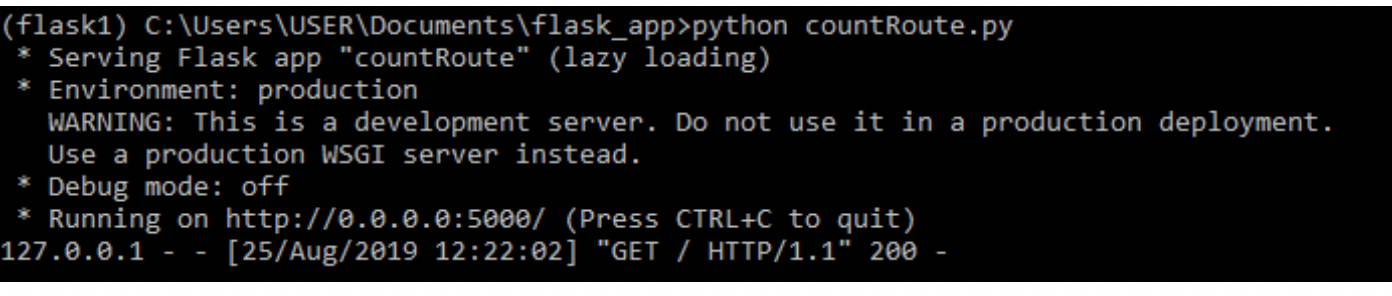 (flask1) C:\Users\USER\Documents\flask_app>python countRoute.py
 * Serving Flask app "countRoute" (lazy loading)
 * Environment: production
   WARNING: This is a development server. Do not use it in a production deployment.
   Use a production WSGI server instead.
 * Debug mode: off
 * Running on http://0.0.0.0:5000/ (Press CTRL+C to quit)
127.0.0.1 - - [25/Aug/2019 12:22:02] "GET / HTTP/1.1" 200 -